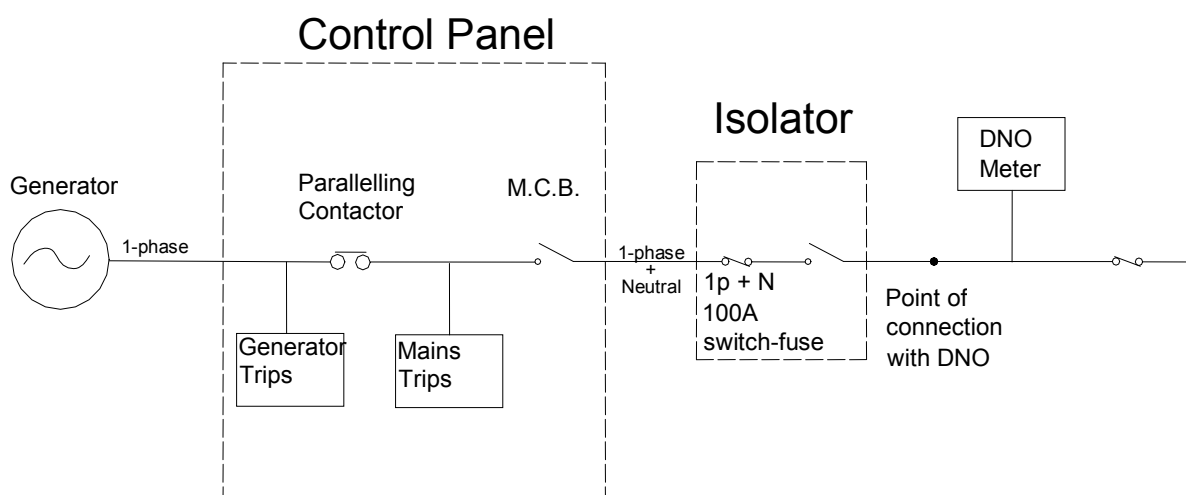 Control Panel
Isolator
DNO
Meter
Generator
Parallelling
Contactor
M.C.B.
1-phase
1-phase
+
Neutral
1p + N
100A
switch-fuse
Point of
connection
with DNO
Generator
Trips
Mains
Trips